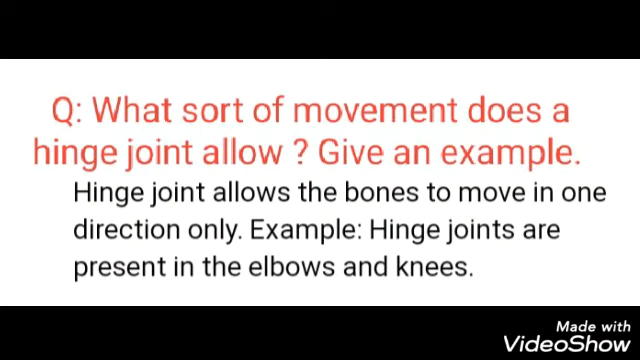 Q: What sort of movement does a
hinge joint allow ? Give an example.
Hinge joint allows the bones to move in one
direction only. Example: Hinge joints are
present in the elbows and knees.
Made with
VideoShow